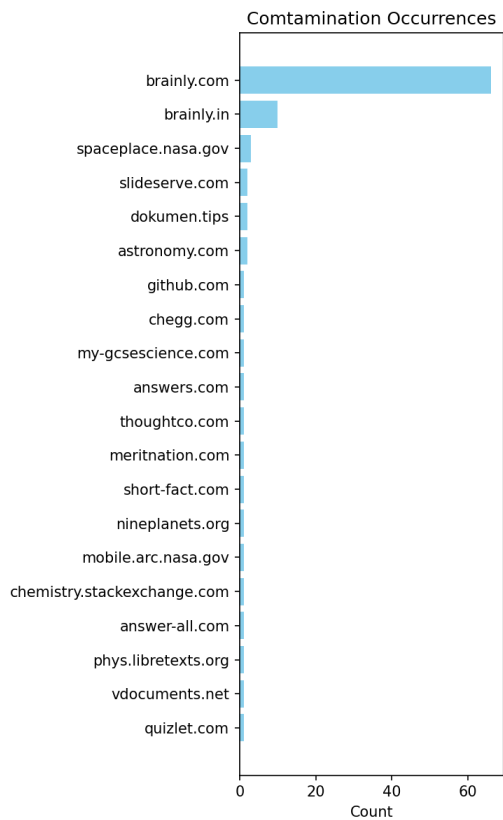 Comtamination Occurrences
brainly.com
brainly.in
spaceplace.nasa.gov
slideserve.com
dokumen.tips
astronomy.com
github.com
chegg.com
my-gcsescience.com
answers.com
thoughtco.com
meritnation.com
short-fact.com
nineplanets.org
mobile.arc.nasa.gov
chemistry.stackexchange.com
answer-all.com
phys.libretexts.org
vdocuments.net
quizlet.com
0 20 40 60
Count